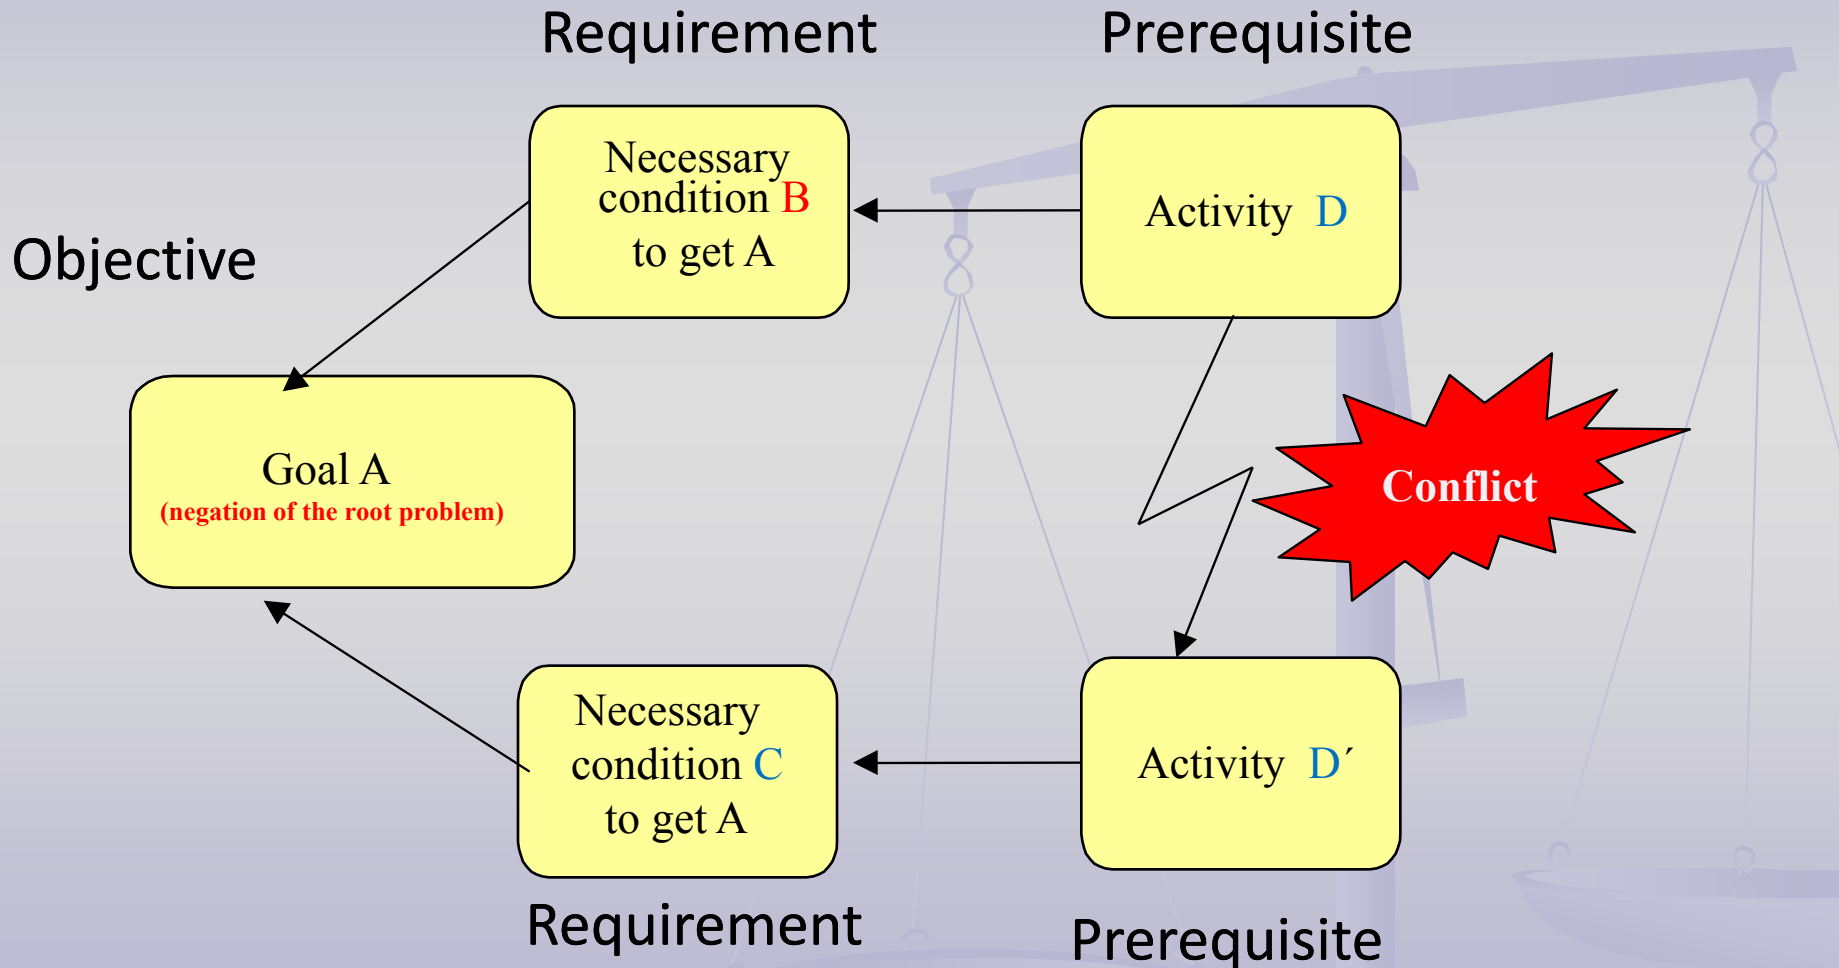 Requirement
Prerequisite
Necessary
condition B
to get A
Activity D
Objective
Goal A
(negation of the root problem)
Conflict
Necessary
condition C
to get A
Activity D´
Requirement
Prerequisite